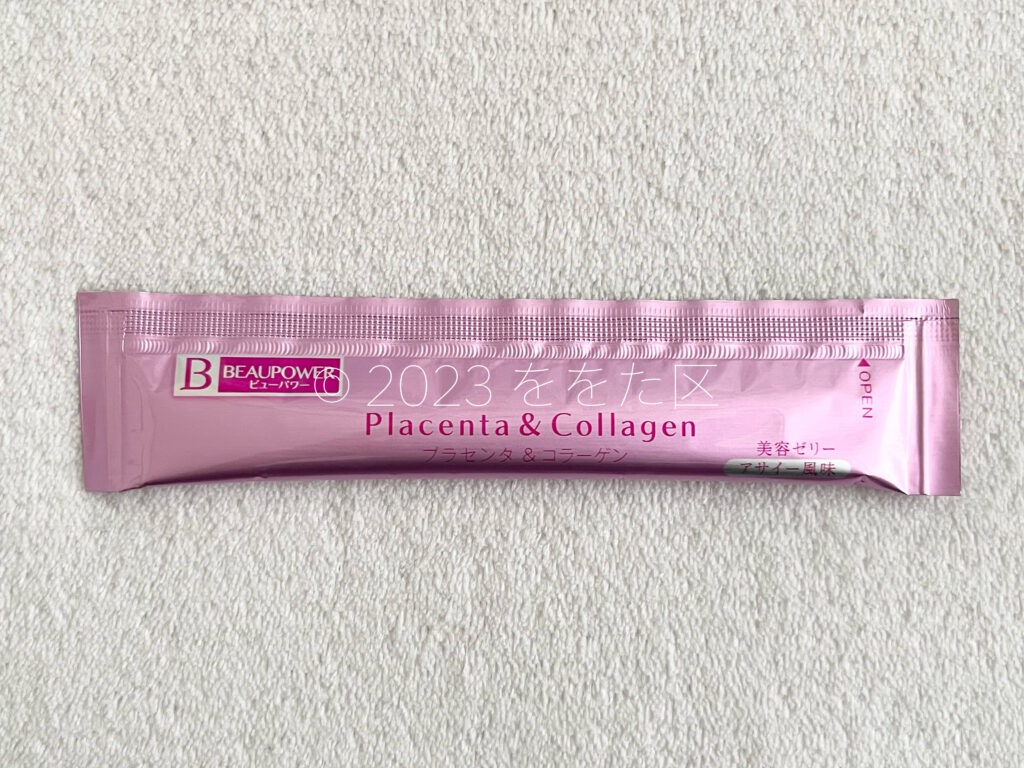 B BEAUPOWER
ビューパワー
© 2023 ををた区
Placenta & Collagen
プラセンタ & コラーゲン
OPEN
美容ゼリー
アサイー風味